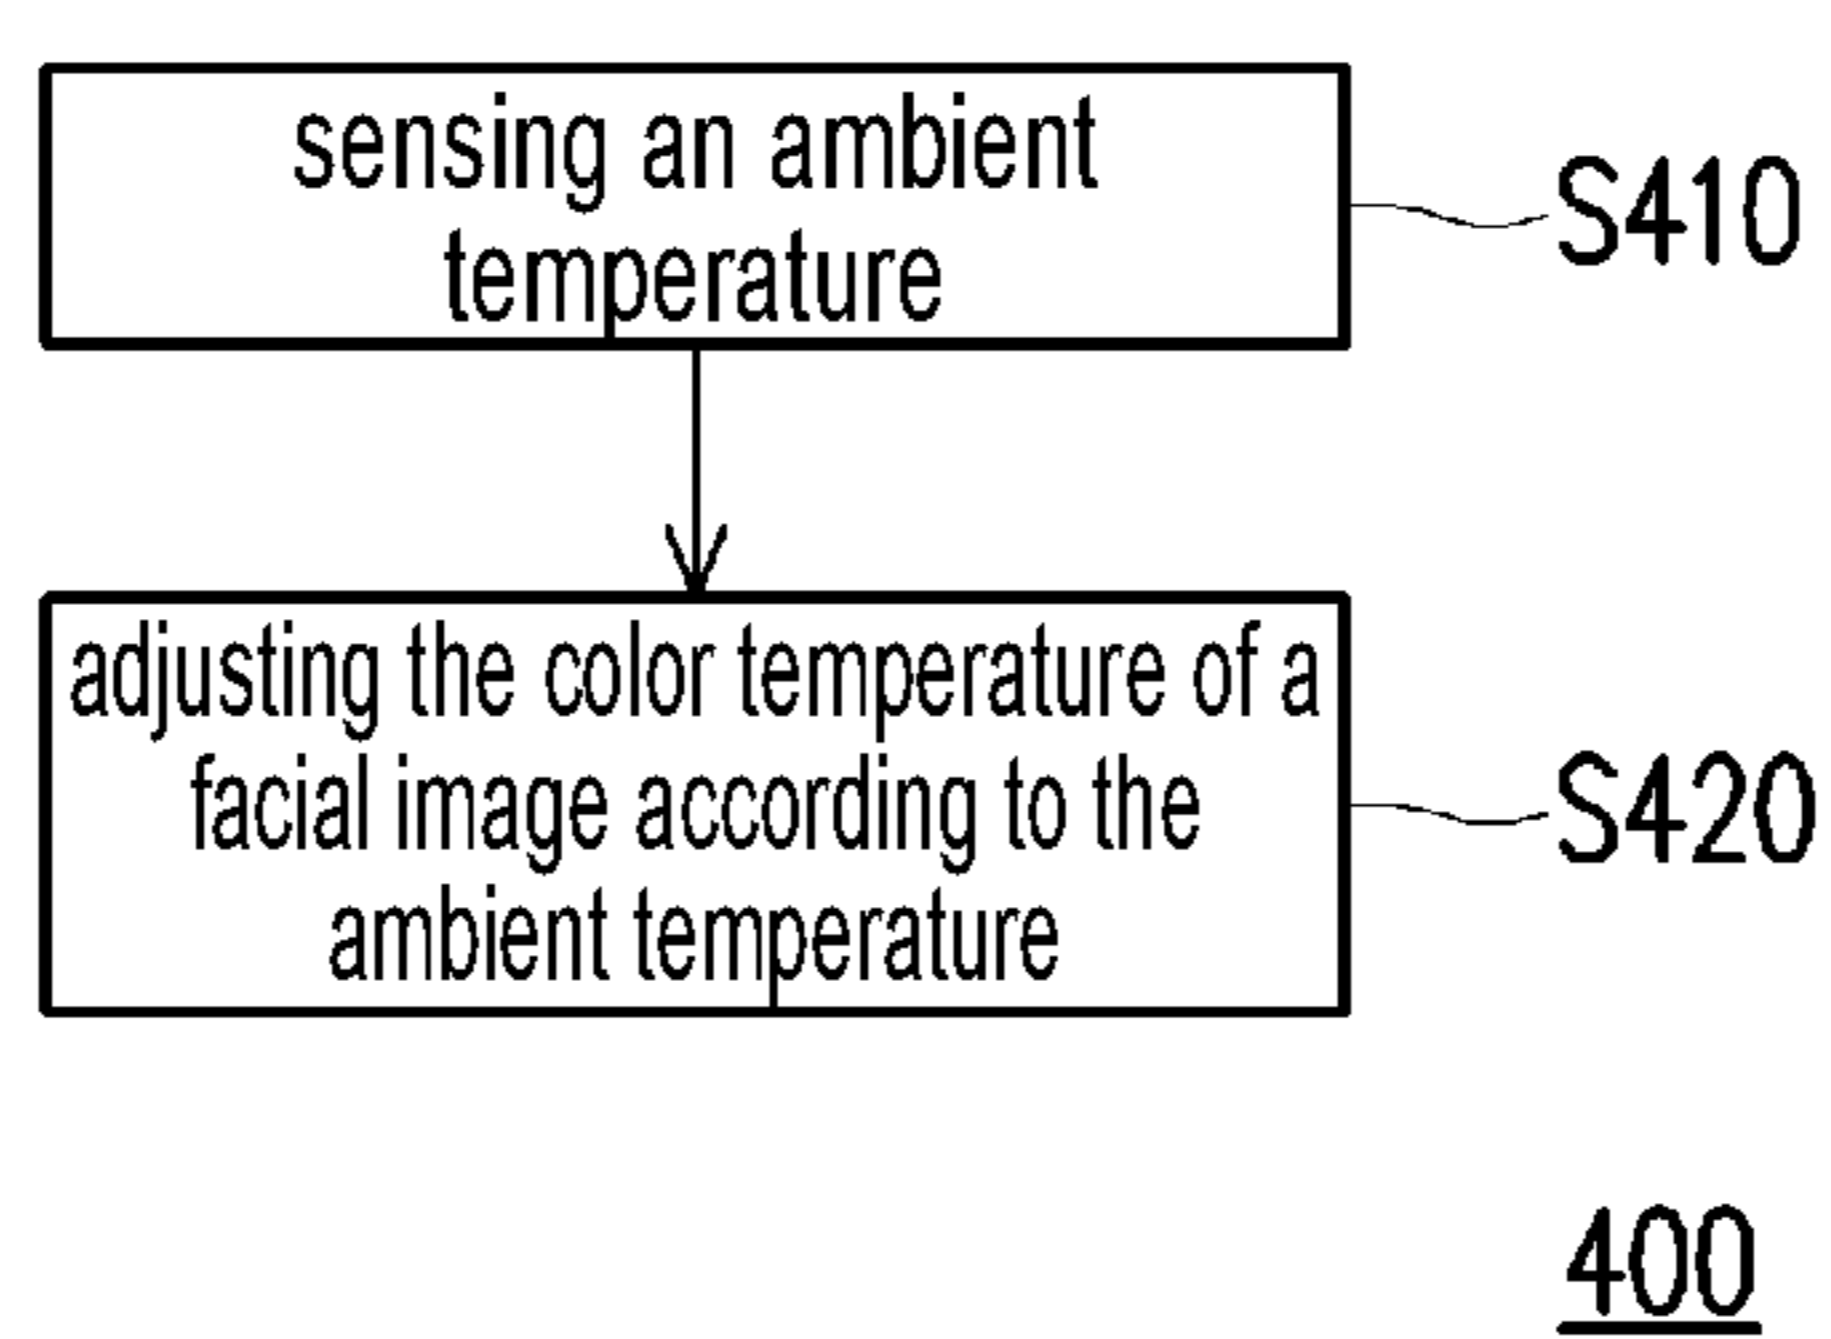 sensing an ambient
temperature
S410
adjusting the color temperature of a
facial image according to the
ambient temperature
S420
400